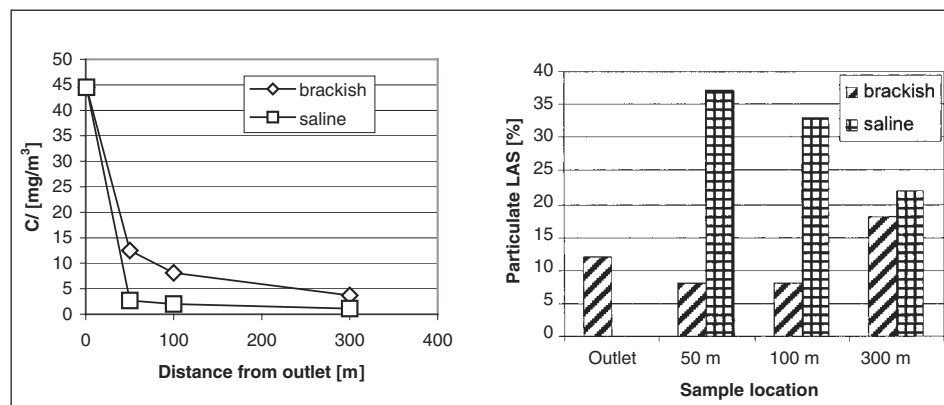 50
45
40
35
30
25
20
15
10
5
0
C/ [mg/m³]
brackish
saline
0 100 200 300 400
Distance from outlet [m]
40
35
30
25
20
15
10
5
0
Particulate LAS [%]
brackish
saline
Outlet 50 m 100 m 300 m
Sample location